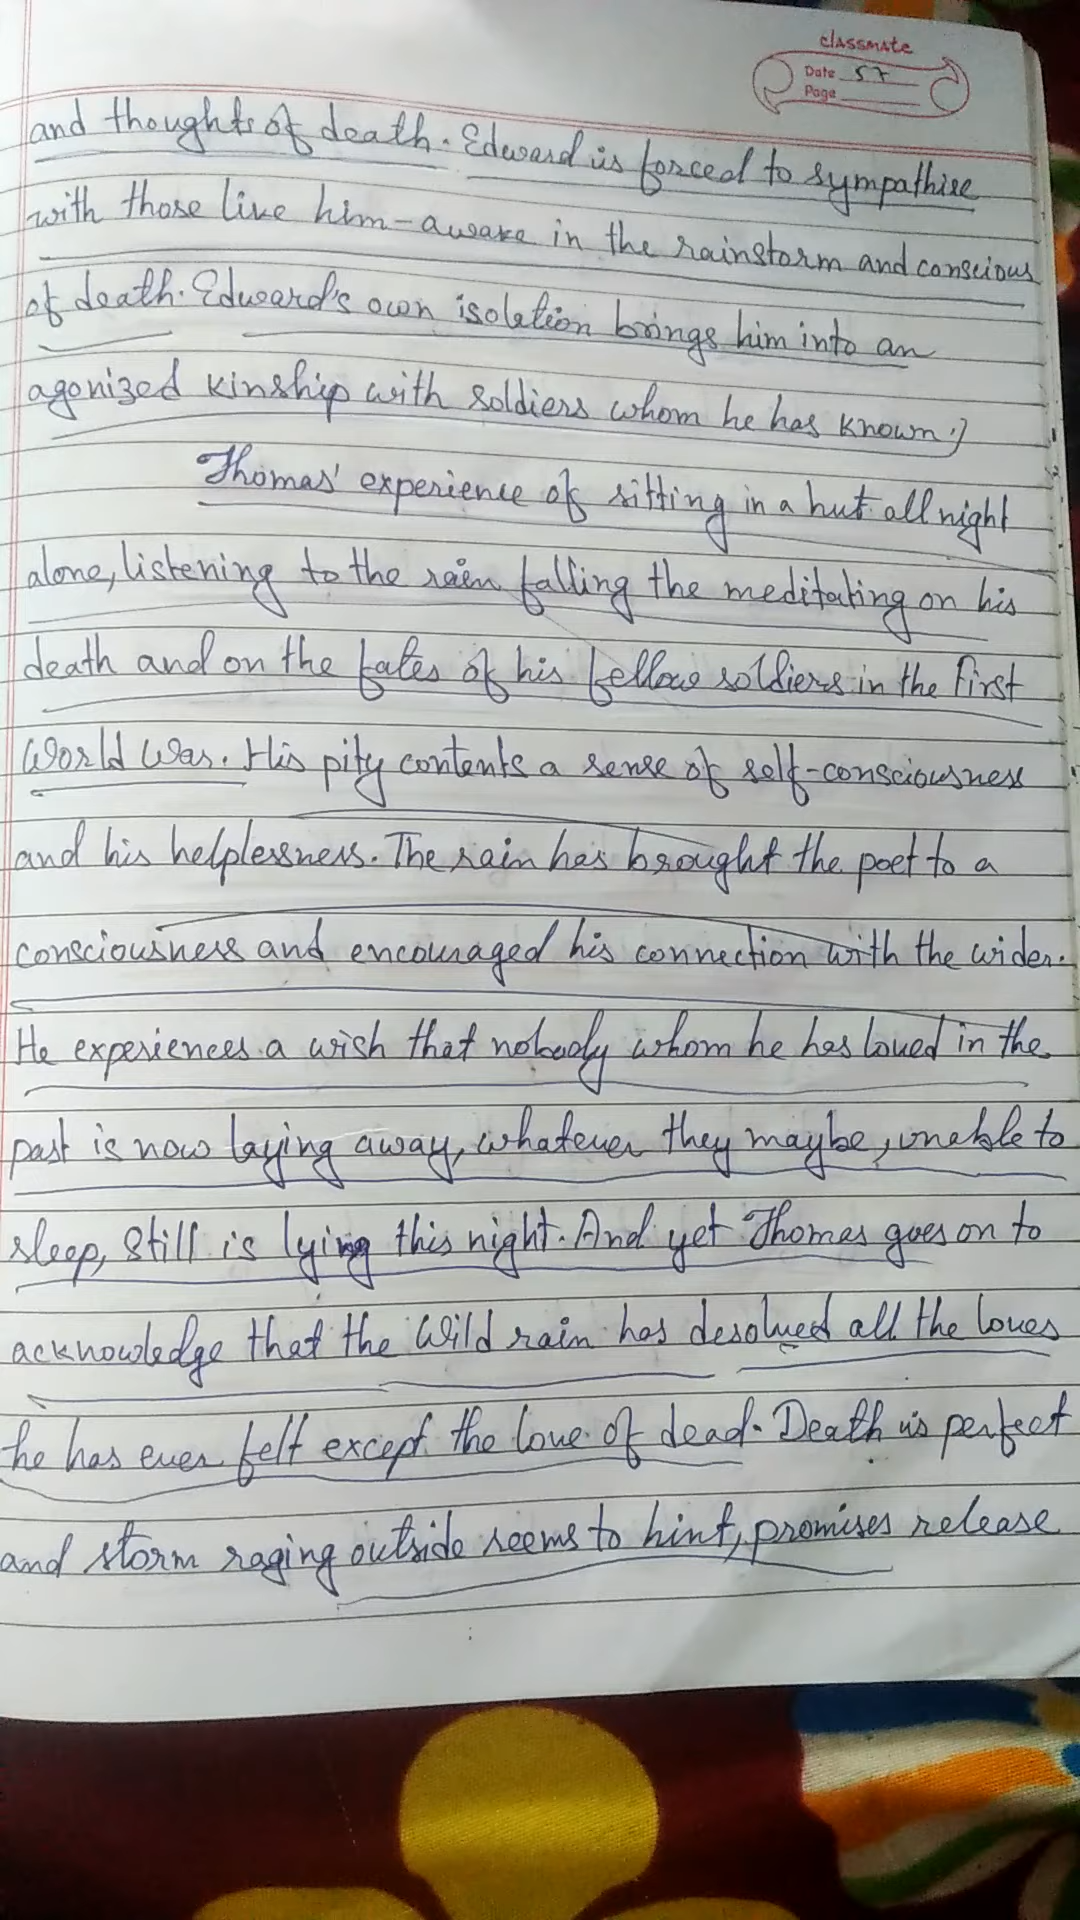 classmate
Date 57
Page
and thoughts of death. Edward is forced to sympathise
with those like him-awake in the rainstorm and conscious
of death. Edward's own isolation brings him into an
agonized kinship with soldiers whom he has known.]
Thomas' experience of sitting in a hut all night
alone, listening to the rain falling the meditating on his
death and on the fates of his fellow soldiers in the first
World War. His pity contents a sense of self-consciousness
and his helplessness. The rain has brought the poet to a
consciousness and encouraged his connection with the wider.
He experiences a wish that nobody whom he has loved in the
past is now laying away, whatever they maybe, unable to
sleep, still is lying this night. And yet Thomas goes on to
acknowledge that the wild rain has desolved all the loves
he has ever felt except the love of dead. Death is perfect
and storm raging outside seems to hint, promises release